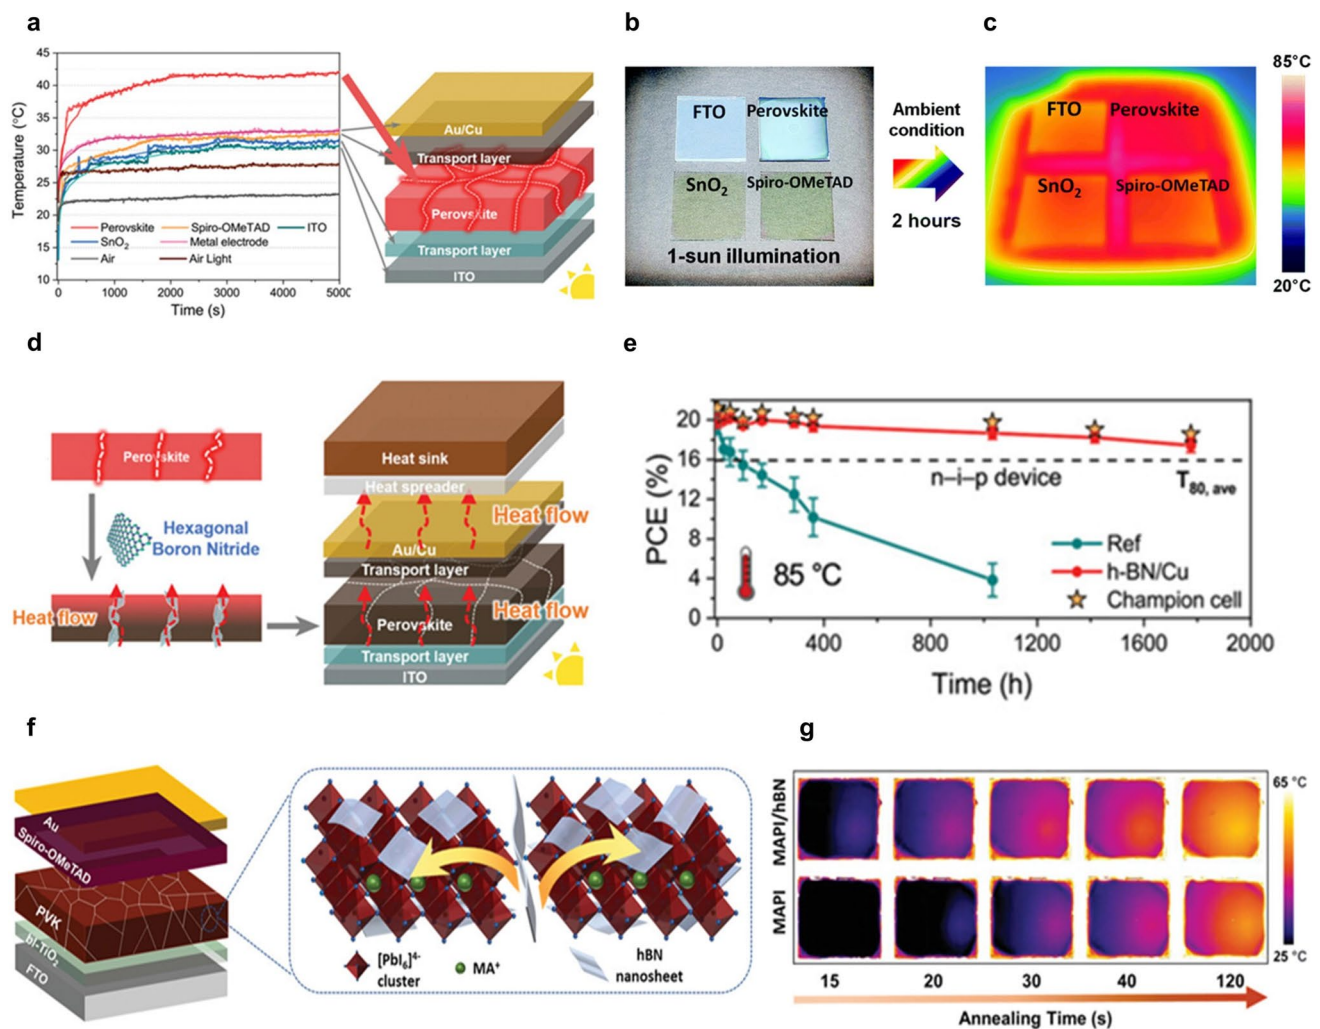 a
45
40
35
30
25
20
15
10
Temperature (°C)
0
1000
2000
3000
4000
500
Time (s)
Perovskite
Spiro-OMeTAD
ITO
SnO2
Metal electrode
Air
Air Light
Au/Cu
Transport layer
Perovskite
Transport layer
ITO
b
FTO
Perovskite
SnO2
Spiro-OMeTAD
1-sun illumination
Ambient
condition
2 hours
c
FTO
Perovskite
SnO2
Spiro-OMeTAD
85°C
20°C
d
Perovskite
Hexagonal
Boron Nitride
Heat flow
Heat sink
Heat spreader
Heat flow
Au/Cu
Transport layer
Heat flow
Perovskite
Transport layer
ITO
e
20
16
12
8
4
0
PCE (%)
n–i–p device
T80, ave
85 °C
Ref
h-BN/Cu
Champion cell
0
400
800
1200
1600
2000
Time (h)
f
Au
Spiro-OMeTAD
PVK
bl-TiO2
FTO
[PbI6]4-
cluster
MA+
hBN
nanosheet
g
MAPI/hBN
MAPI
65 °C
25 °C
15
20
30
40
120
Annealing Time (s)